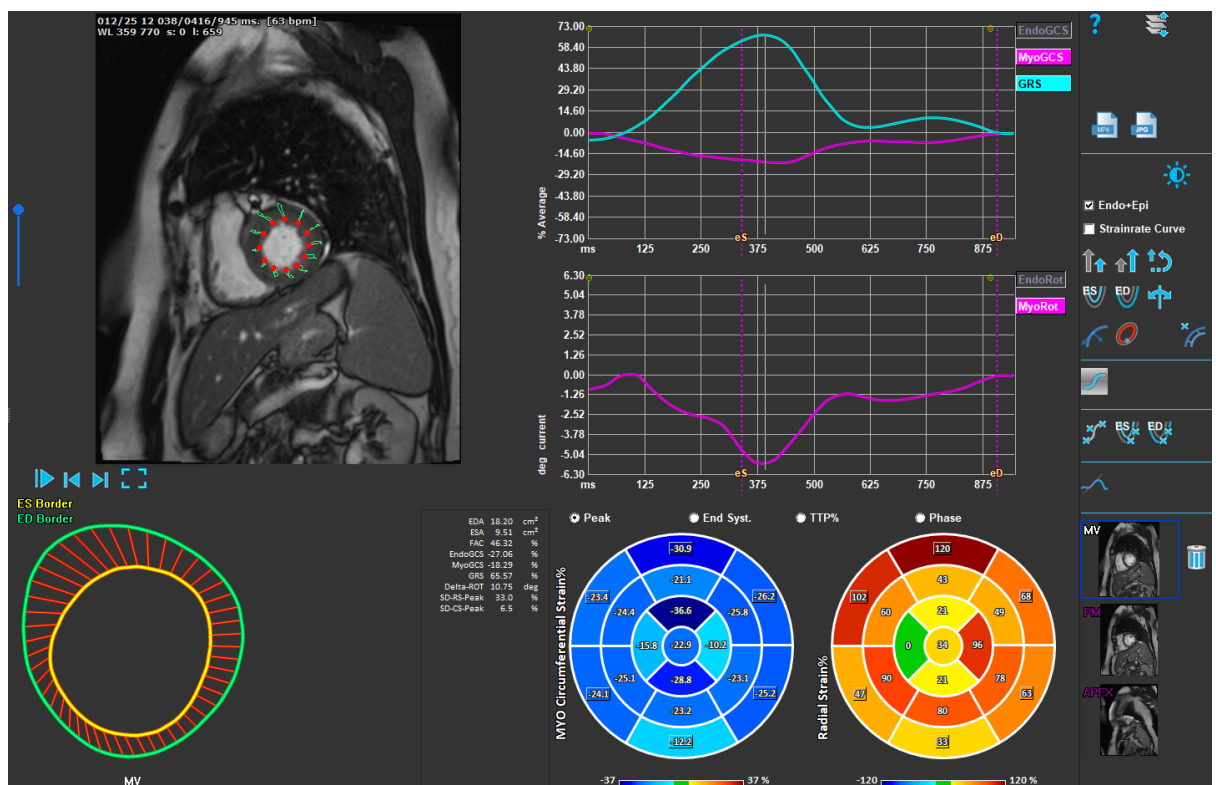 012/25 12 038/0416/945 ms. [63 bpm]
WL 359 770 s: 0 l: 659
73.00
58.40
43.80
29.20
14.60
0.00
-14.60
-29.20
-43.80
-58.40
-73.00
% Average
ms 125 250 375 500 625 750 875
eS eD
EndoGCS
MyoGCS
GRS
6.30
5.04
3.78
2.52
1.26
0.00
-1.26
-2.52
-3.78
-5.04
-6.30
deg current
ms 125 250 375 500 625 750 875
eS eD
EndoRot
MyoRot
?
MP4 JPG
Endo+Epi
Strainrate Curve
ES ED
ES ED
MV
PM
APEX
ES Border
ED Border
MV
EDA 18.20 cm²
ESA 9.51 cm²
FAC 46.32 %
EndoGCS -27.06 %
MyoGCS -18.29 %
GRS 65.57 %
Delta-ROT 10.75 deg
SD-RS-Peak 33.0 %
SD-CS-Peak 6.5 %
Peak End Syst. TTP% Phase
MYO Circumferential Strain%
-30.9
-23.4 -21.1 -26.2
-24.4 -36.6 -25.8
-15.8 -22.9 -10.2
-25.1 -28.8 -23.1
-24.1 -23.2 -25.2
-12.2
-37 37 %
Radial Strain%
120
102 43 68
60 21 49
0 34 96
90 21 78
47 80 63
33
-120 120 %